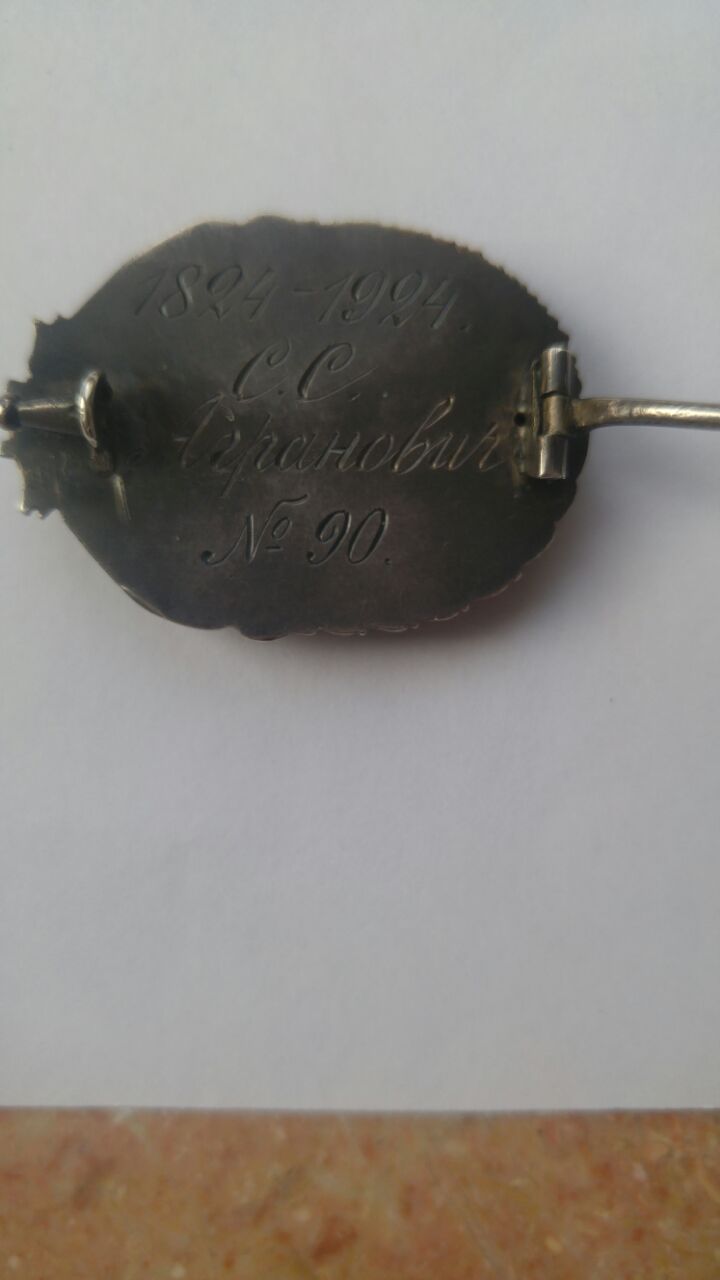 1824-1924.
С.С.
Агранович
№ 90.